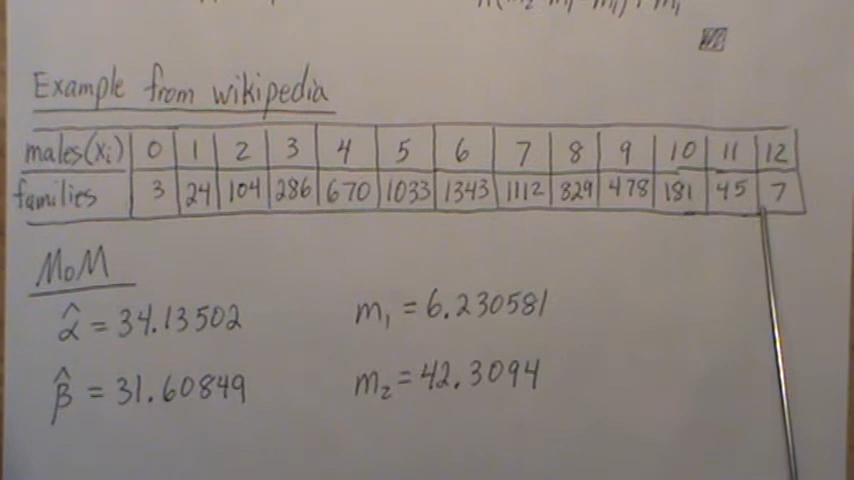 Example from wikipedia
males(xi) 0 1 2 3 4 5 6 7 8 9 10 11 12
families 3 24 104 286 670 1033 1343 1112 829 478 181 45 7
MoM
α̂ = 34.13502 m₁ = 6.230581
β̂ = 31.60849 m₂ = 42.3094